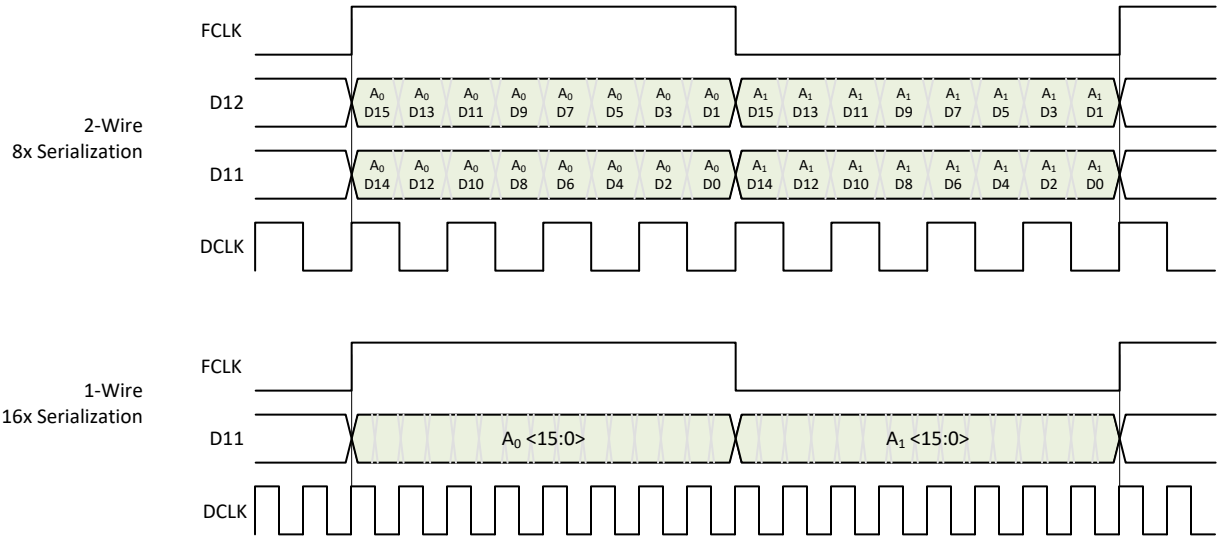 FCLK
D12
A0 A0 A0 A0 A0 A0 A0 A0 A1 A1 A1 A1 A1 A1 A1 A1
D15 D13 D11 D9 D7 D5 D3 D1 D15 D13 D11 D9 D7 D5 D3 D1
2-Wire
8x Serialization
D11
A0 A0 A0 A0 A0 A0 A0 A0 A1 A1 A1 A1 A1 A1 A1 A1
D14 D12 D10 D8 D6 D4 D2 D0 D14 D12 D10 D8 D6 D4 D2 D0
DCLK
FCLK
1-Wire
16x Serialization
D11
A0 <15:0> A1 <15:0>
DCLK